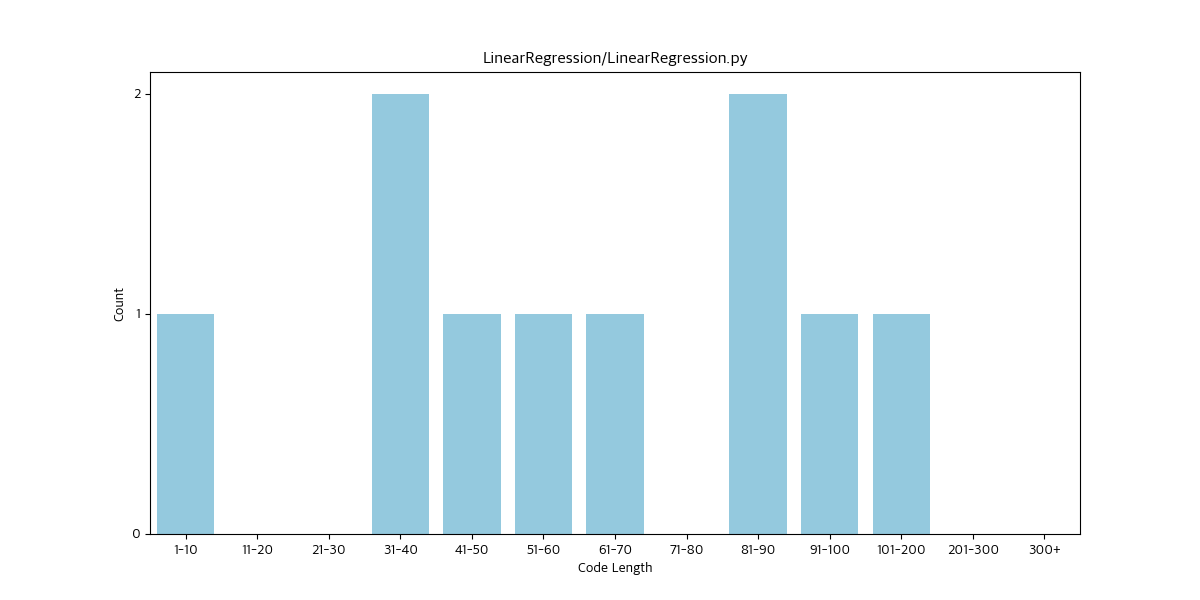 LinearRegression/LinearRegression.py
2
1
0
Count
1-10 11-20 21-30 31-40 41-50 51-60 61-70 71-80 81-90 91-100 101-200 201-300 300+
Code Length